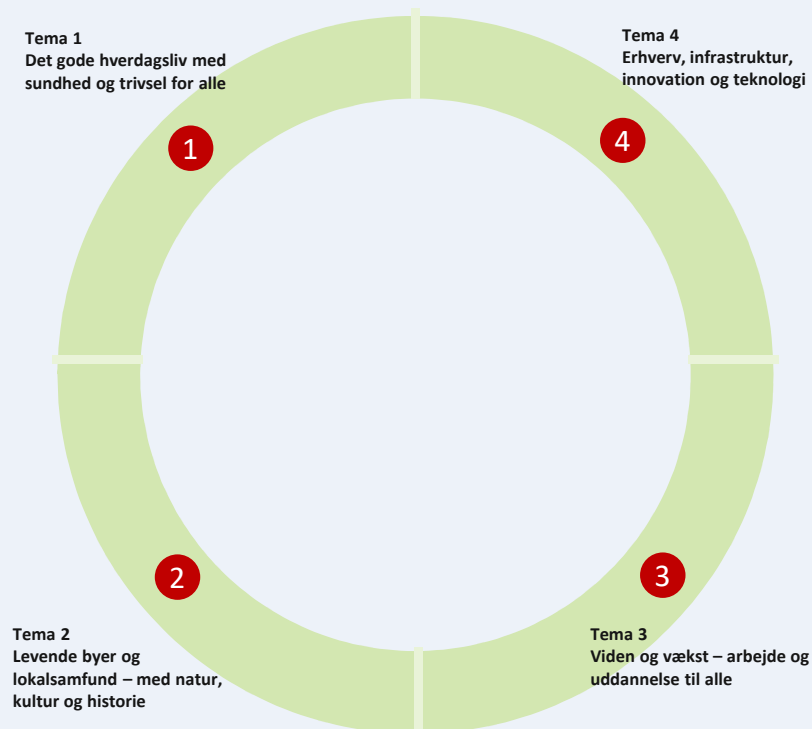 Tema 1
Det gode hverdagsliv med
sundhed og trivsel for alle
1
Tema 4
Erhverv, infrastruktur,
innovation og teknologi
4
2
Tema 2
Levende byer og
lokalsamfund – med natur,
kultur og historie
3
Tema 3
Viden og vækst – arbejde og
uddannelse til alle